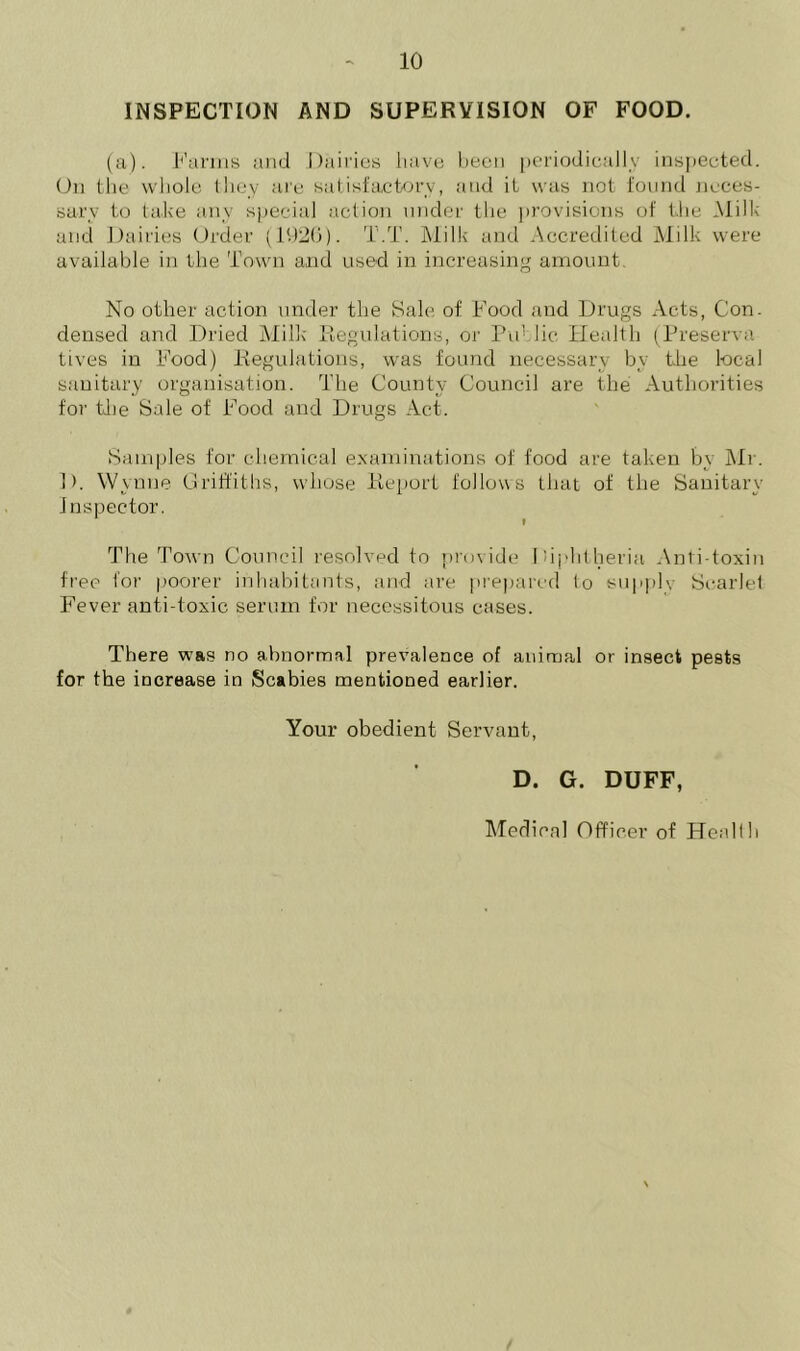 10
INSPECTION AND SUPERVISION OF FOOD.
(a). Farms and Dairies have been periodically inspected.
On the whole they are satisfactory, and it was not found neces-
sary to take any special action under the provisions of the Milk
and Dairies Order (1926). T.T. Milk and Accredited Milk were
available in the Town and used in increasing amount.
No other action under the Sale of Food and Drugs Acts, Con-
densed and Dried Milk Regulations, or Public Health (Preserva
tives in Food) Regulations, was found necessary by the local
sanitary organisation. The County Council are the Authorities
for the Sale of Food and Drugs Act.
Samples for chemical examinations of food are taken by Mr.
D. Wynne Griffiths, whose Report follows that of the Sanitary
Inspector.
The Town Council resolved to provide Diphtheria Anti-toxin
free for poorer inhabitants, and are prepared to supply Scarlet
Fever anti-toxic serum for necessitous cases.
There was no abnormal prevalence of animal or insect pests
for the increase in Scabies mentioned earlier.
Your obedient Servant,
D. G. DUFF,
Medical Officer of Health